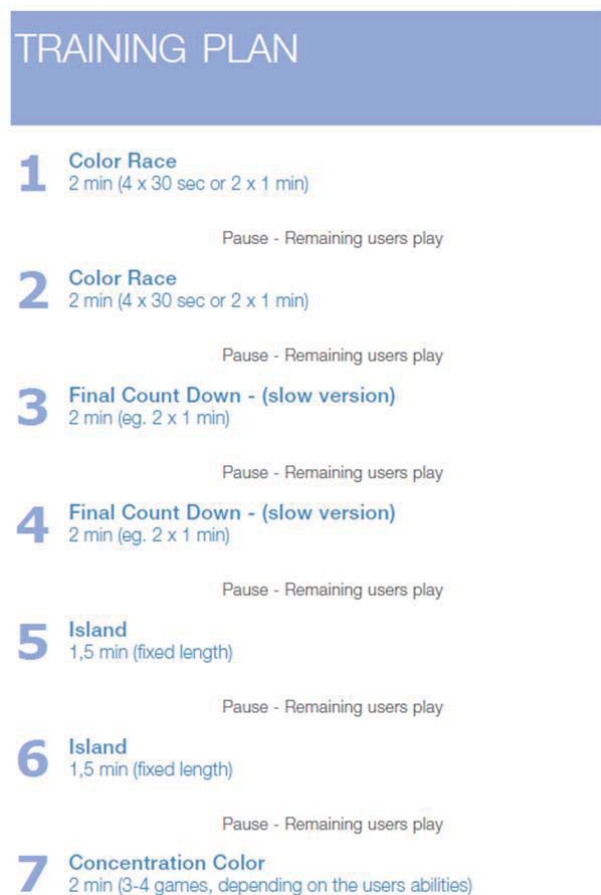 TRAINING PLAN
1 Color Race
2 min (4 x 30 sec or 2 x 1 min)
Pause - Remaining users play
2 Color Race
2 min (4 x 30 sec or 2 x 1 min)
Pause - Remaining users play
3 Final Count Down - (slow version)
2 min (eg. 2 x 1 min)
Pause - Remaining users play
4 Final Count Down - (slow version)
2 min (eg. 2 x 1 min)
Pause - Remaining users play
5 Island
1,5 min (fixed length)
Pause - Remaining users play
6 Island
1,5 min (fixed length)
Pause - Remaining users play
7 Concentration Color
2 min (3-4 games, depending on the users abilities)